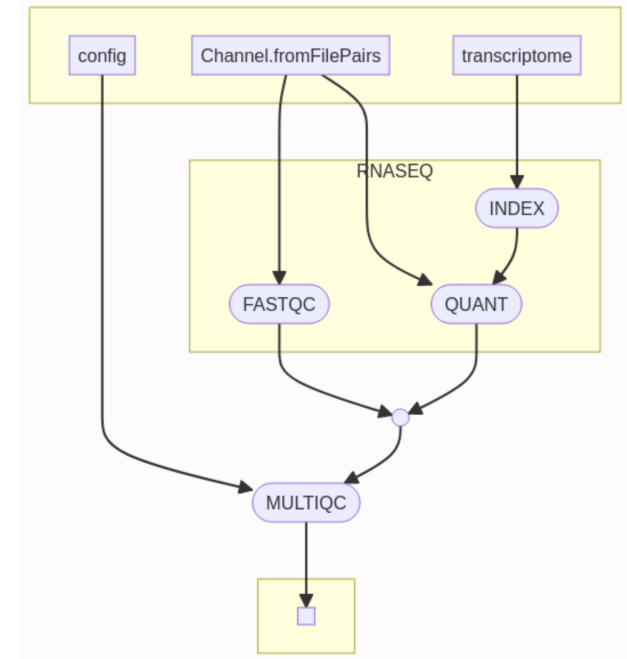 config
Channel.fromFilePairs
transcriptome
RNASEQ
INDEX
FASTQC
QUANT
MULTIQC